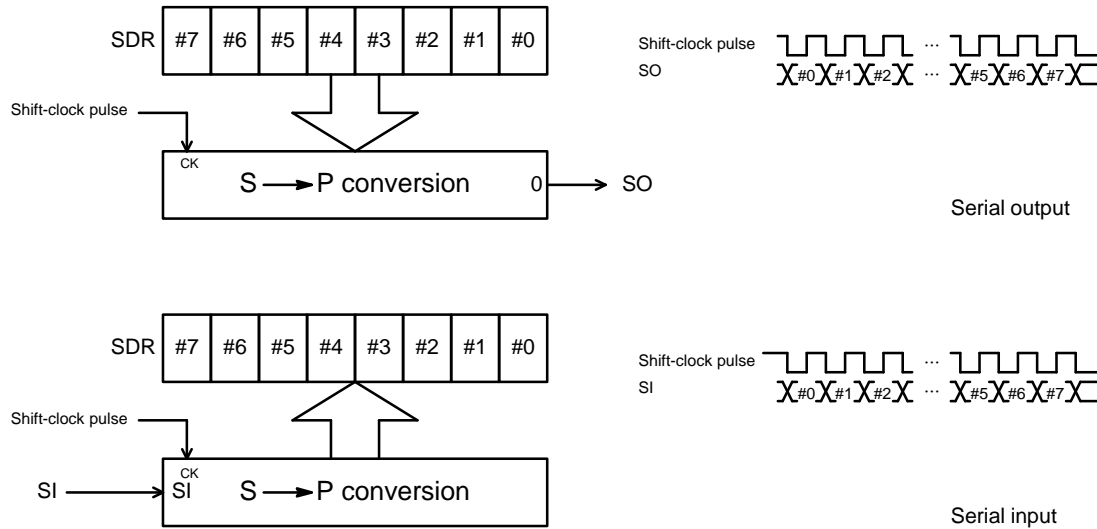 SDR #7 #6 #5 #4 #3 #2 #1 #0
Shift-clock pulse
CK
S P conversion 0 SO
Shift-clock pulse ...
SO #0 #1 #2 ... #5 #6 #7
Serial output
SDR #7 #6 #5 #4 #3 #2 #1 #0
Shift-clock pulse
CK
SI SI S P conversion
Shift-clock pulse ...
SI #0 #1 #2 ... #5 #6 #7
Serial input